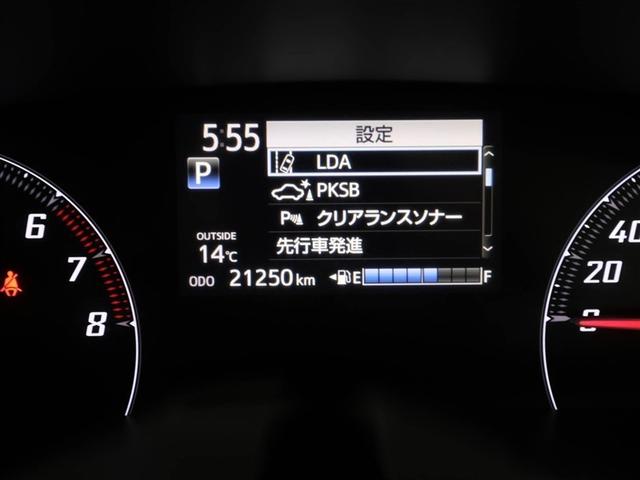 5:55
設定
LDA
P
PKSB
P クリアランスソナー
先行車発進
OUTSIDE
14℃
ODO 21250 km
E F
6
7
8
40
20
0